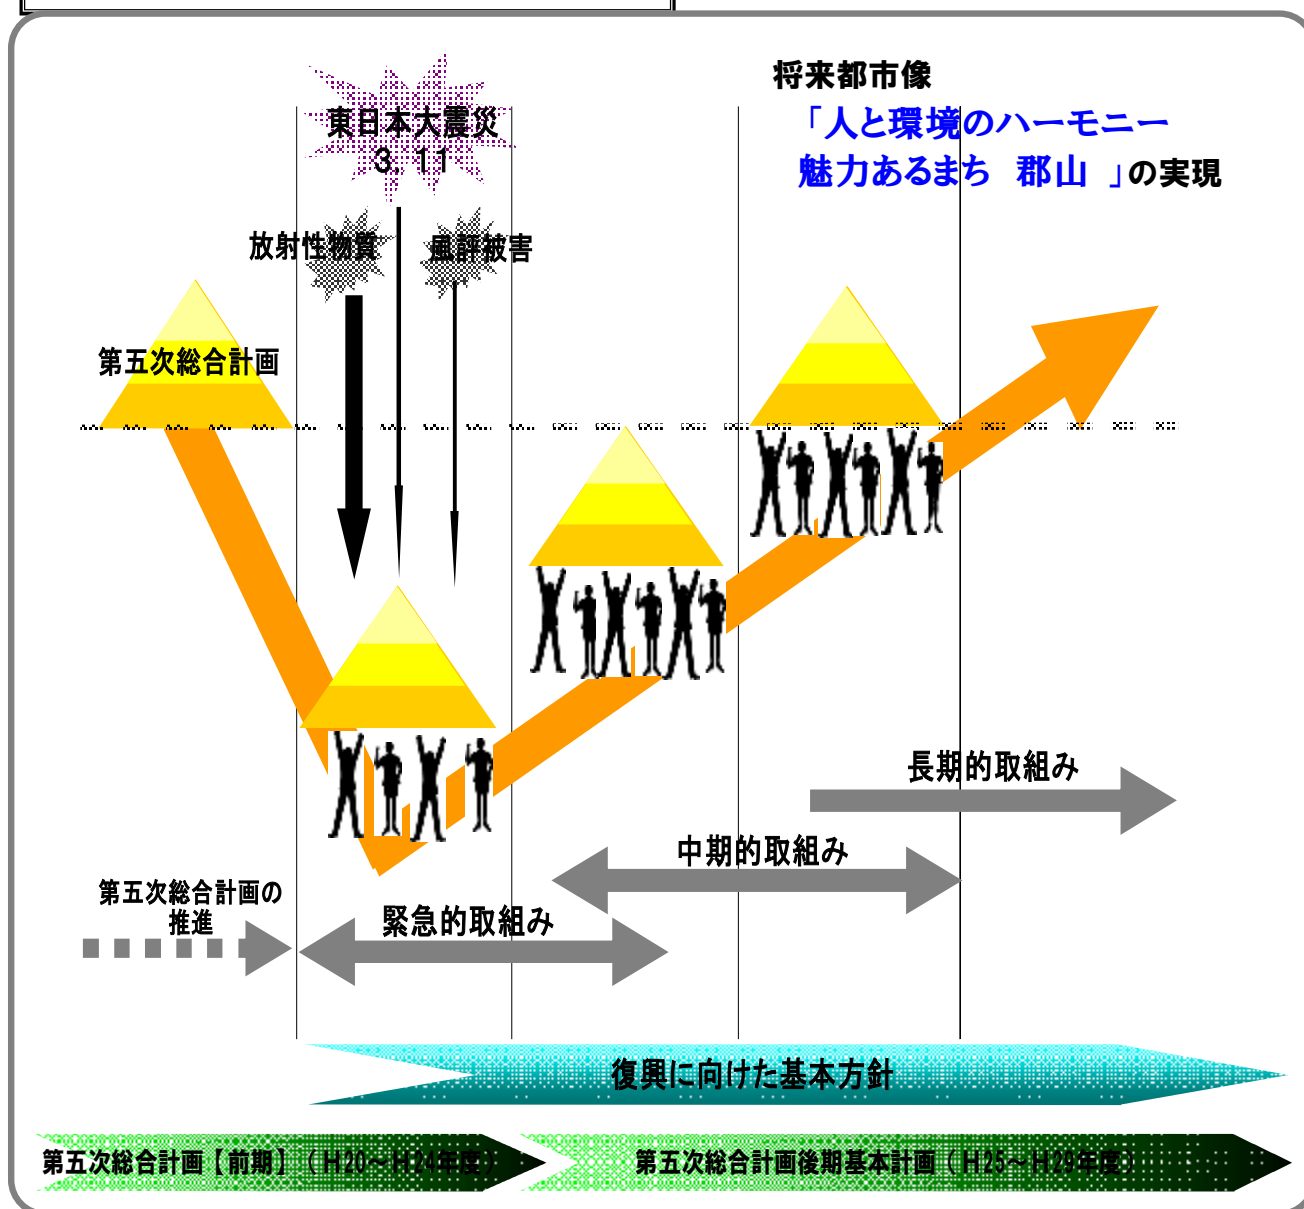 将来都市像
「人と環境のハーモニー
魅力あるまち　郡山　」の実現
東日本大震災
3．11
放射性物質
風評被害
第五次総合計画
長期的取組み
中期的取組み
第五次総合計画の
推進
緊急的取組み
復興に向けた基本方針
第五次総合計画【前期】（H20～H24年度）
第五次総合計画後期基本計画（H25～H29年度）